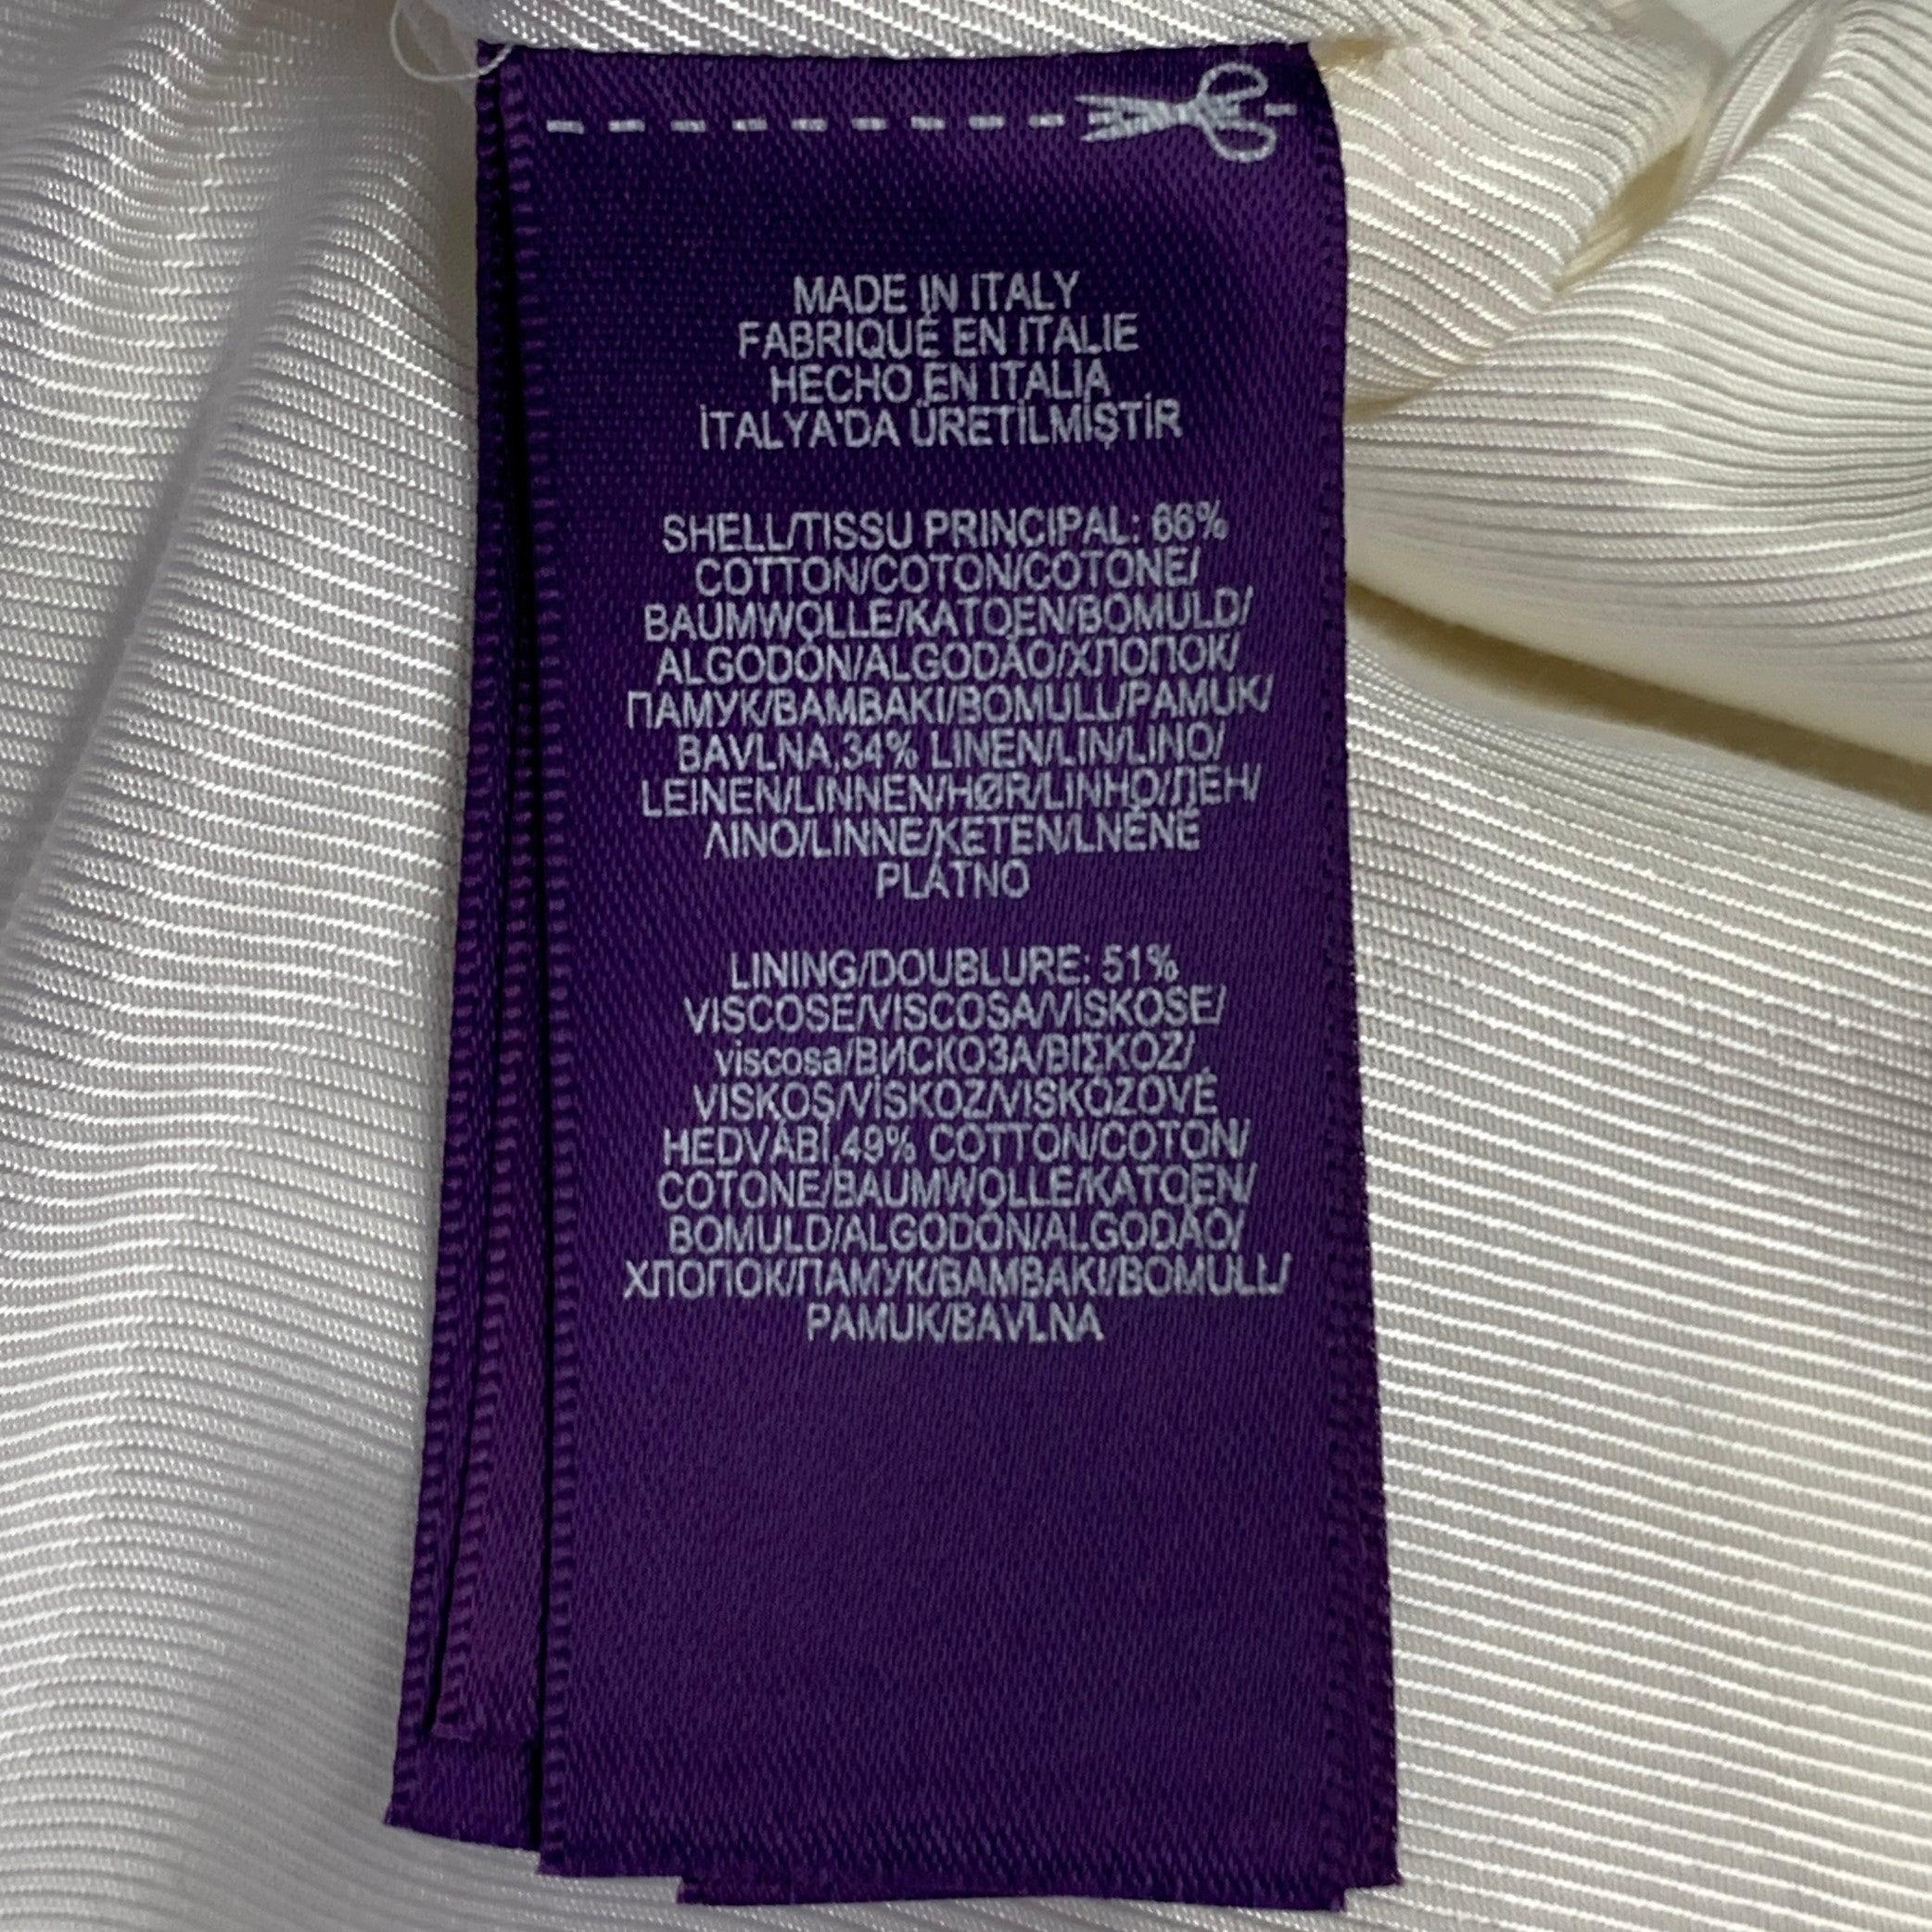 MADE IN ITALY
FABRIQUÉ EN ITALIE
HECHO EN ITALIA
İTALYA'DA ÜRETİLMİŞTİR
SHELL/TISSU PRINCIPAL: 66%
COTTON/COTON/COTONE/
BAUMWOLLE/KATOEN/BOMULD/
ALGODÓN/ALGODÃO/ХЛОПОК/
ПАМУК/ΒΑΜΒΑΚΙ/BOMULL/PAMUK/
BAVLNA,34% LINEN/LIN/LINO/
LEINEN/LINNEN/HØR/LINHO/ЛЕН/
ΛΙΝΟ/LINNE/KETEN/LNĚNÉ
PLÁTNO
LINING/DOUBLURE: 51%
VISCOSE/VISCOSA/VISKOSE/
viscosa/ВИСКОЗА/ΒΙΣΚΟΖ/
VISKOS/VİSKOZ/VISKÓZOVÉ
HEDVÁBÍ,49% COTTON/COTON/
COTONE/BAUMWOLLE/KATOEN/
BOMULD/ALGODÓN/ALGODÃO/
ХЛОПОК/ПАМУК/ΒΑΜΒΑΚΙ/BOMULL/
PAMUK/BAVLNA